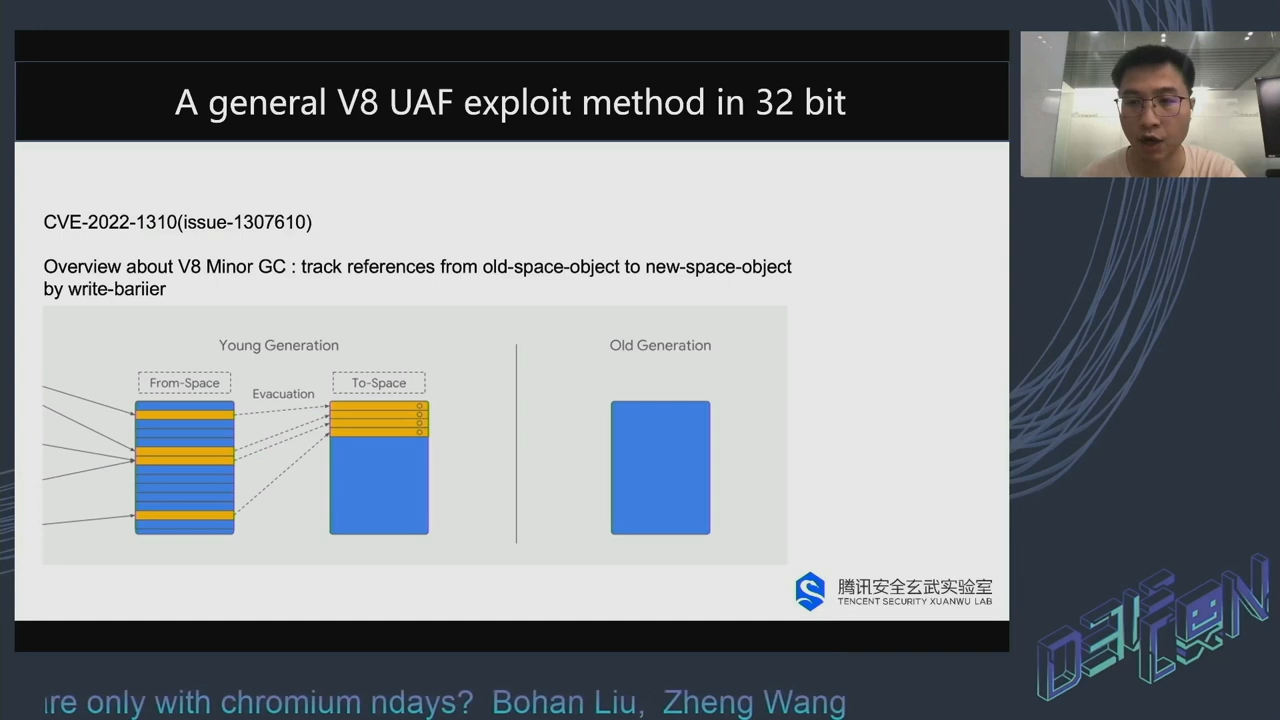 A general V8 UAF exploit method in 32 bit
CVE-2022-1310(issue-1307610)
Overview about V8 Minor GC : track references from old-space-object to new-space-object
by write-bariier
Young Generation
Old Generation
From-Space
Evacuation
To-Space
腾讯安全玄武实验室
TENCENT SECURITY XUANWU LAB
DEFCON
only with chromium ndays? Bohan Liu, Zheng Wang